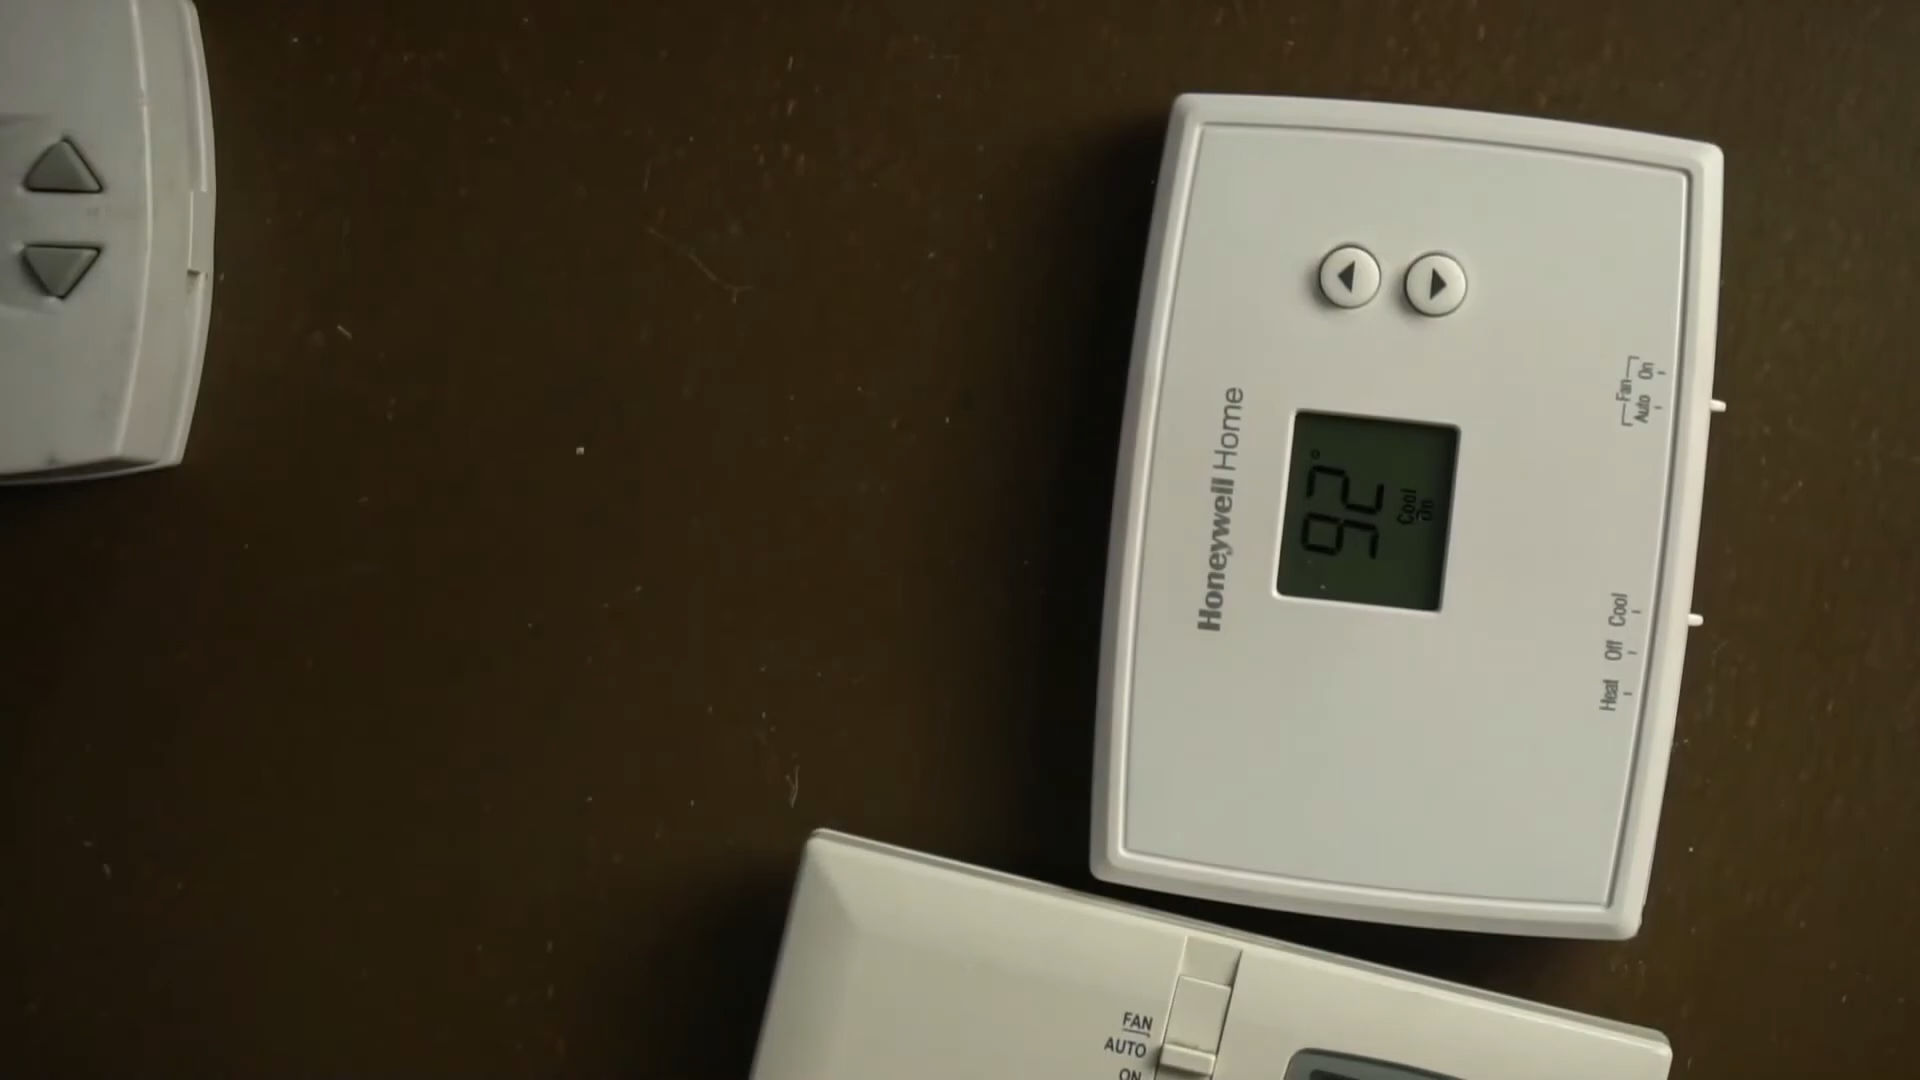 Honeywell Home
92°
Cool
On
Fan
Auto On
Heat Off Cool
FAN
AUTO
ON